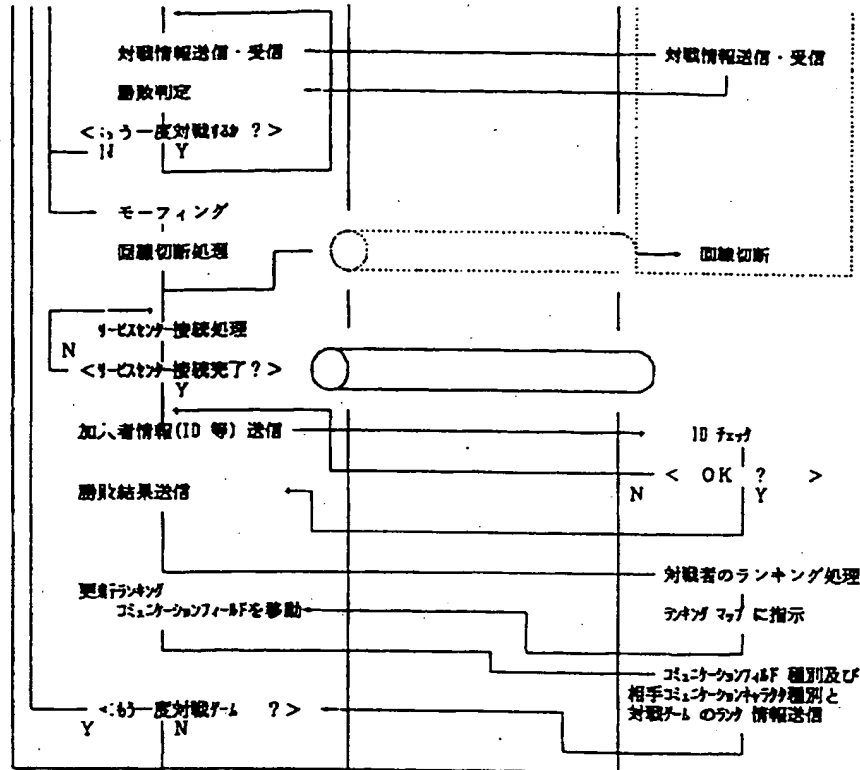 対戦情報送信・受信 対戦情報送信・受信
勝敗判定
<もう一度対戦するか ?>
N Y
モーフィング
回線切断処理 回線切断
サービスセンター接続処理
N
<サービスセンター接続完了?>
Y
加入者情報(ID 等) 送信 ID チェック
< OK ? >
N Y
勝敗結果送信
対戦者のランキング処理
更新ランキング
コミュニケーションフィールドを移動 ランキング マップ に指示
コミュニケーションフィールド 種別及び
相手コミュニケーションキャラクタ種別と
<もう一度対戦ゲーム ?> 対戦ゲーム のランク 情報送信
Y N